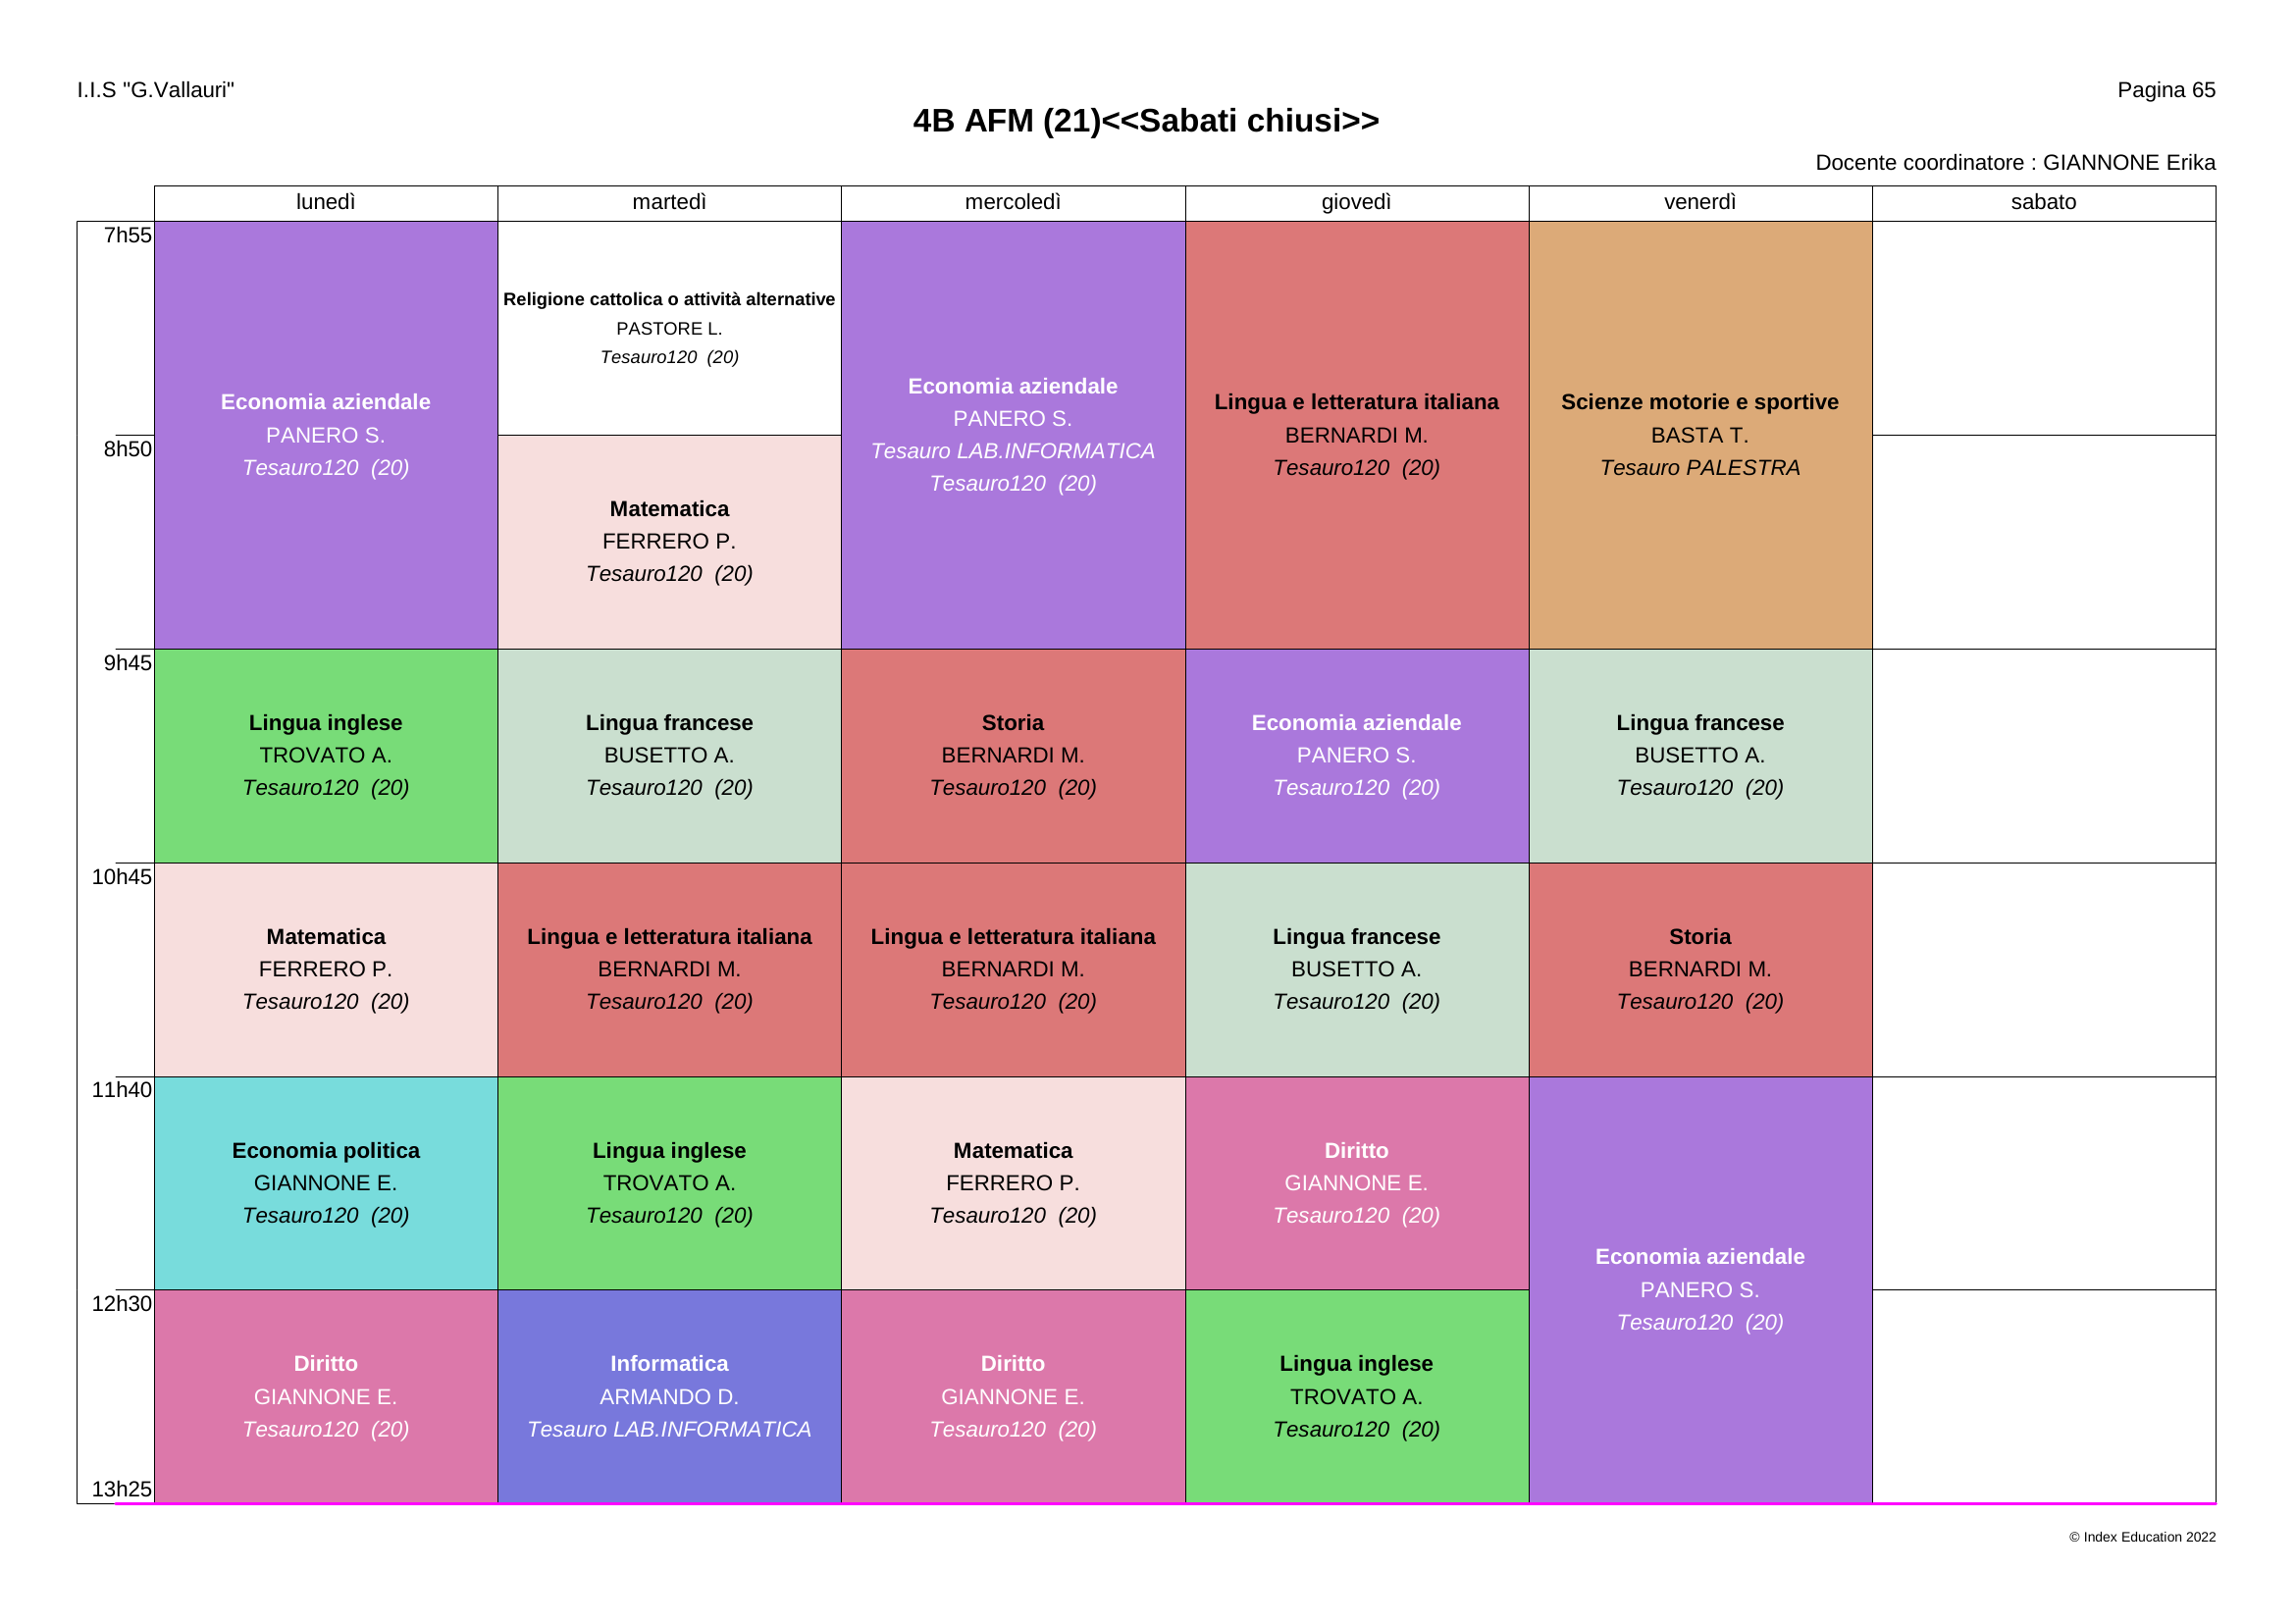 I.I.S "G.Vallauri"
Pagina 65
4B AFM (21)<<Sabati chiusi>>
Docente coordinatore : GIANNONE Erika
lunedì
martedì
mercoledì
giovedì
venerdì
sabato
7h55
Economia aziendale
PANERO S.
Tesauro120 (20)
Religione cattolica o attività alternative
PASTORE L.
Tesauro120 (20)
Economia aziendale
PANERO S.
Tesauro LAB.INFORMATICA
Tesauro120 (20)
Lingua e letteratura italiana
BERNARDI M.
Tesauro120 (20)
Scienze motorie e sportive
BASTA T.
Tesauro PALESTRA
8h50
Matematica
FERRERO P.
Tesauro120 (20)
9h45
Lingua inglese
TROVATO A.
Tesauro120 (20)
Lingua francese
BUSETTO A.
Tesauro120 (20)
Storia
BERNARDI M.
Tesauro120 (20)
Economia aziendale
PANERO S.
Tesauro120 (20)
Lingua francese
BUSETTO A.
Tesauro120 (20)
10h45
Matematica
FERRERO P.
Tesauro120 (20)
Lingua e letteratura italiana
BERNARDI M.
Tesauro120 (20)
Lingua e letteratura italiana
BERNARDI M.
Tesauro120 (20)
Lingua francese
BUSETTO A.
Tesauro120 (20)
Storia
BERNARDI M.
Tesauro120 (20)
11h40
Economia politica
GIANNONE E.
Tesauro120 (20)
Lingua inglese
TROVATO A.
Tesauro120 (20)
Matematica
FERRERO P.
Tesauro120 (20)
Diritto
GIANNONE E.
Tesauro120 (20)
Economia aziendale
PANERO S.
Tesauro120 (20)
12h30
Diritto
GIANNONE E.
Tesauro120 (20)
Informatica
ARMANDO D.
Tesauro LAB.INFORMATICA
Diritto
GIANNONE E.
Tesauro120 (20)
Lingua inglese
TROVATO A.
Tesauro120 (20)
13h25
© Index Education 2022